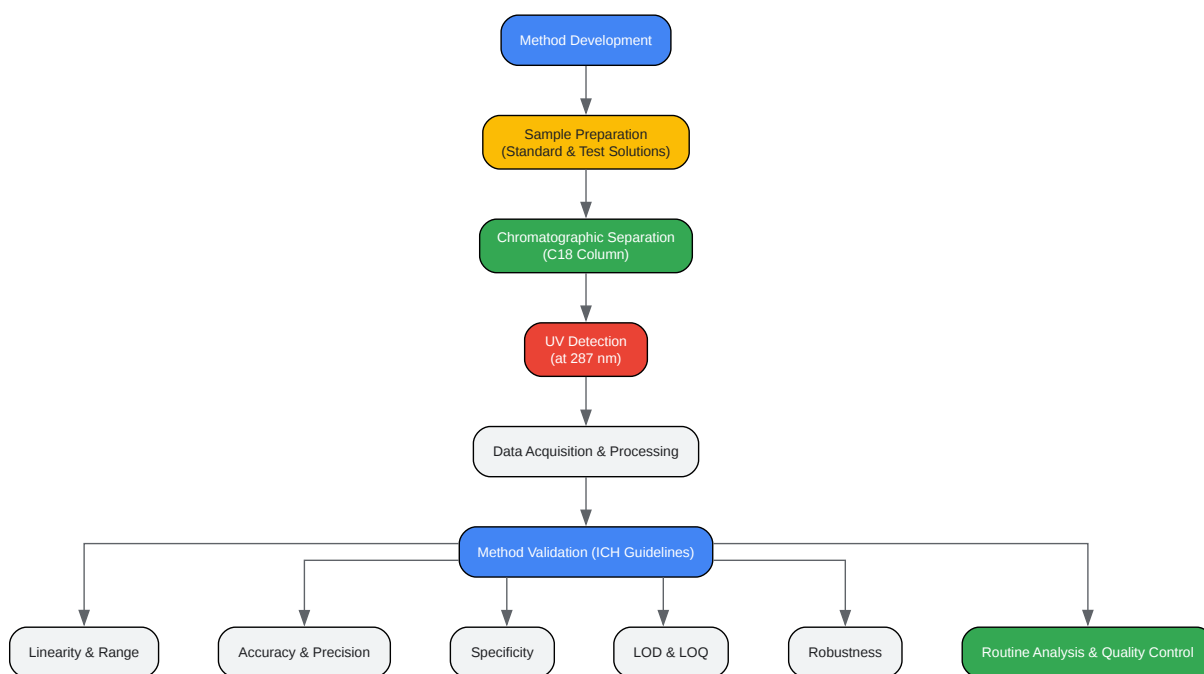 Method Development
Sample Preparation
(Standard & Test Solutions)
Chromatographic Separation
(C18 Column)
UV Detection
(at 287 nm)
Data Acquisition & Processing
Method Validation (ICH Guidelines)
Linearity & Range
Accuracy & Precision
Specificity
LOD & LOQ
Robustness
Routine Analysis & Quality Control